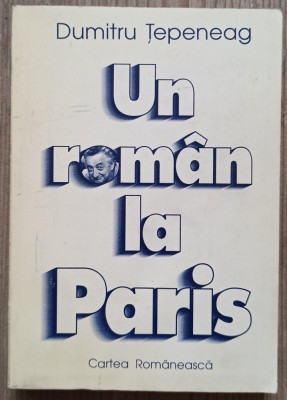 Dumitru Țepeneag
Un
român
la
Paris
Cartea Românească